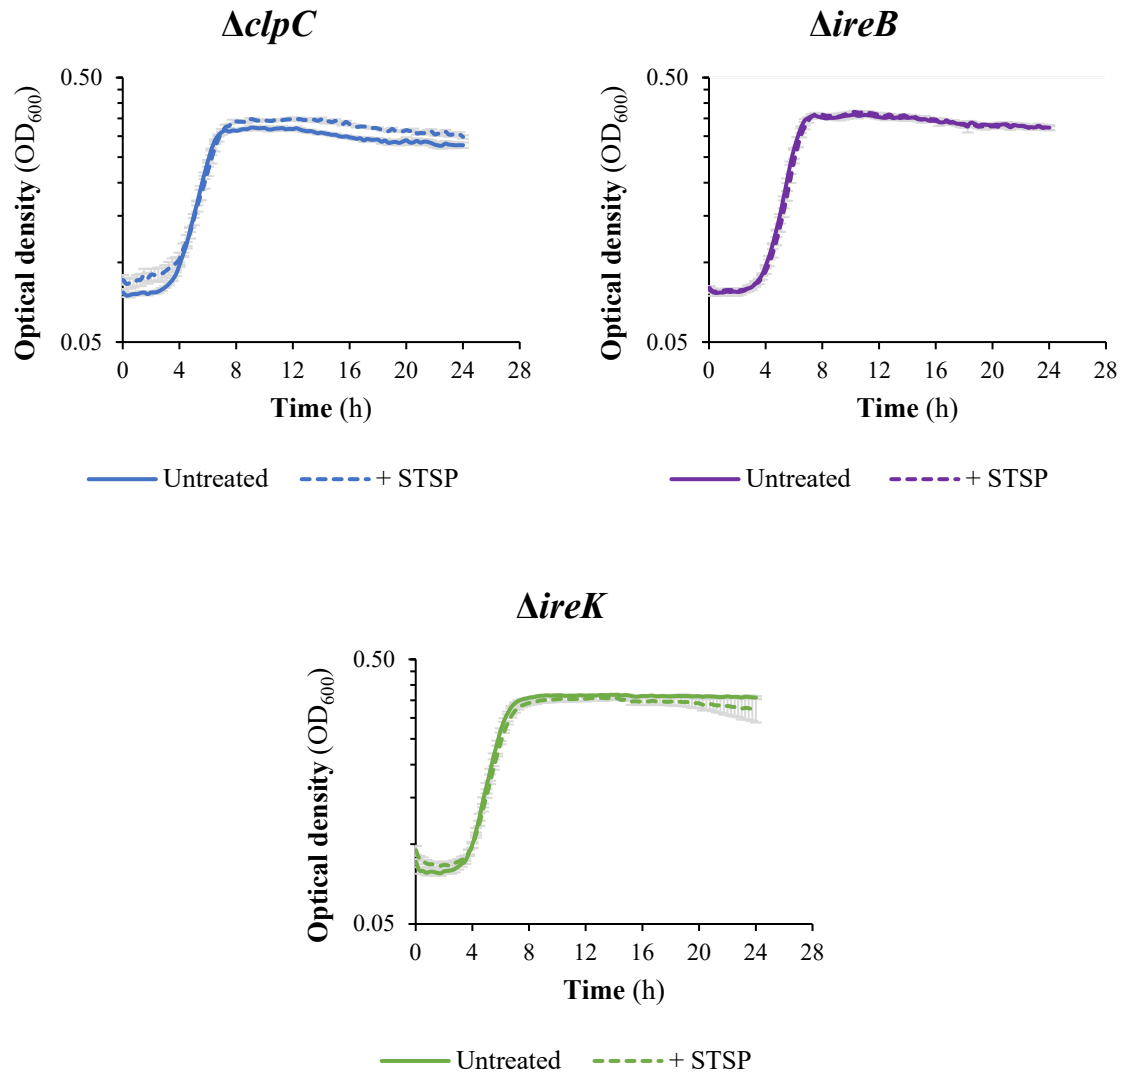 ΔclpC
0.50
0.05
Optical density (OD600)
0 4 8 12 16 20 24 28
Time (h)
Untreated + STSP
ΔireB
0.50
0.05
Optical density (OD600)
0 4 8 12 16 20 24 28
Time (h)
Untreated + STSP
ΔireK
0.50
0.05
Optical density (OD600)
0 4 8 12 16 20 24 28
Time (h)
Untreated + STSP